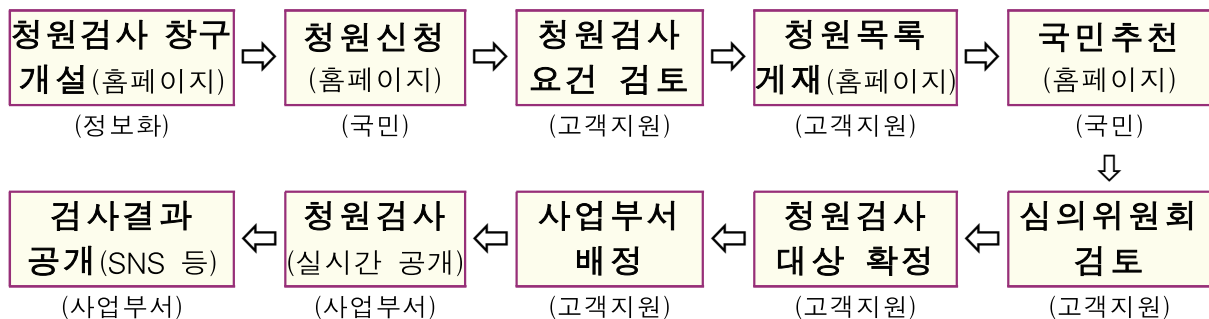 청원검사 창구
개설(홈페이지)
(정보화)
청원신청
(홈페이지)
(국민)
청원검사
요건 검토
(고객지원)
청원목록
게재(홈페이지)
(고객지원)
국민추천
(홈페이지)
(국민)
심의위원회
검토
(고객지원)
청원검사
대상 확정
(고객지원)
사업부서
배정
(고객지원)
청원검사
(실시간 공개)
(사업부서)
검사결과
공개(SNS 등)
(사업부서)